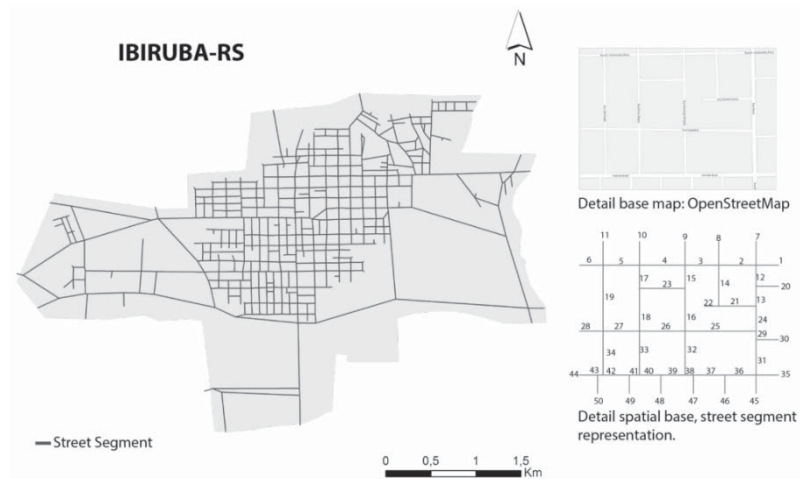 IBIRUBA-RS
N
Detail base map: OpenStreetMap
11 10 9 8 7
6 5 4 3 2 1
17 15 14 12
23 20
19 22 21 13
18 16 24
28 27 26 25 29
30
34 33 32 31
44 43 42 41 40 39 38 37 36 35
50 49 48 47 46 45
Detail spatial base, street segment
representation.
Street Segment
0 0,5 1 1,5
Km